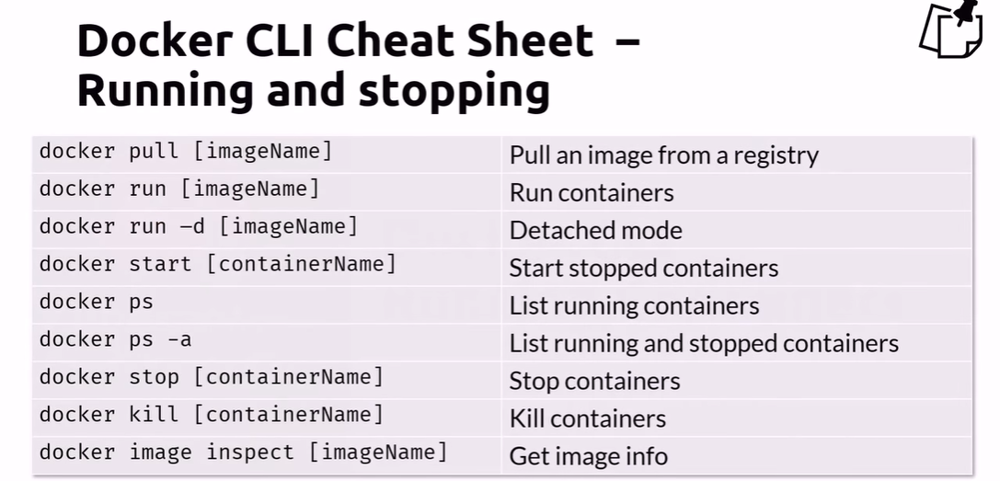 Docker CLI Cheat Sheet –
Running and stopping
docker pull [imageName] Pull an image from a registry
docker run [imageName] Run containers
docker run –d [imageName] Detached mode
docker start [containerName] Start stopped containers
docker ps List running containers
docker ps -a List running and stopped containers
docker stop [containerName] Stop containers
docker kill [containerName] Kill containers
docker image inspect [imageName] Get image info